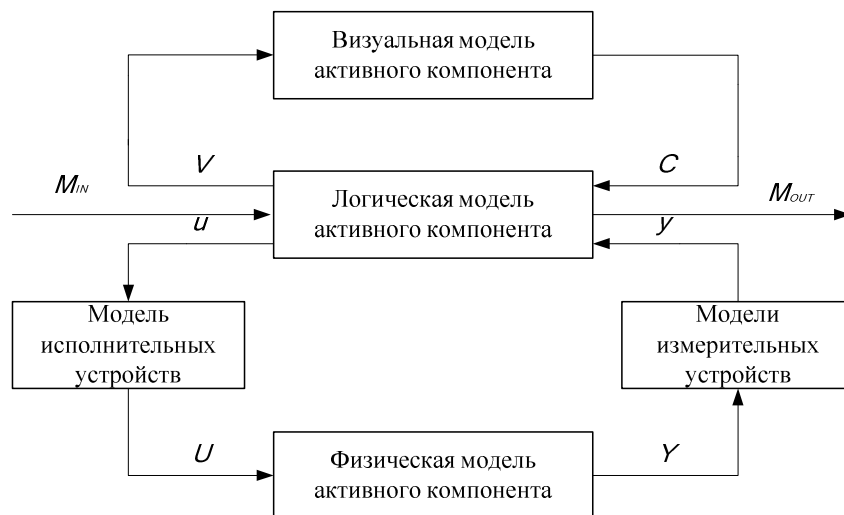 Визуальная модель
активного компонента
V
C
M_IN
Логическая модель
активного компонента
M_OUT
u
y
Модель
исполнительных
устройств
Модели
измерительных
устройств
U
Физическая модель
активного компонента
Y